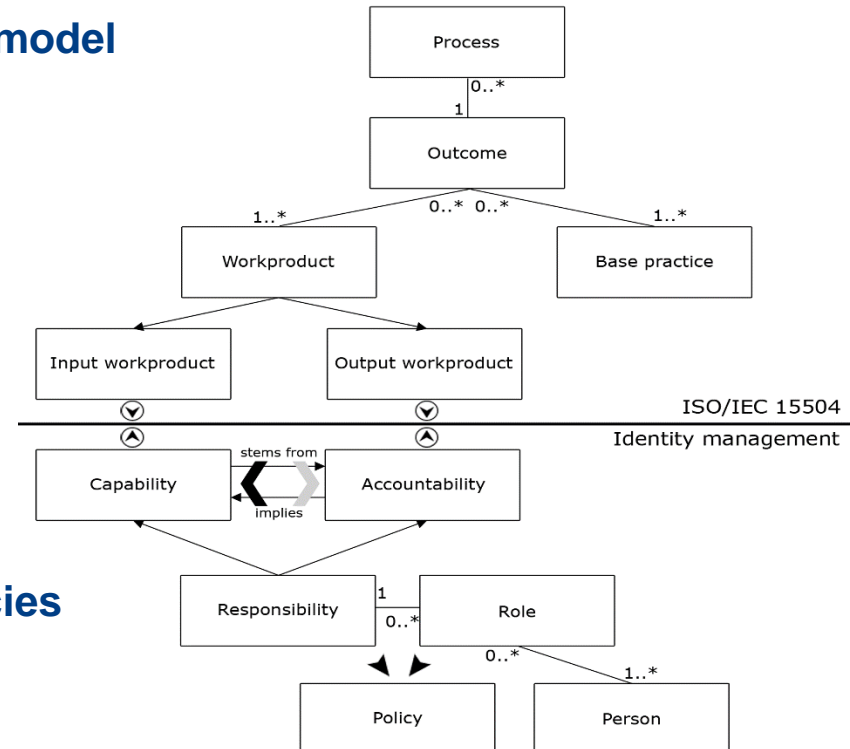 model
Process
0..*
1
Outcome
0..* 0..*
1..*
1..*
Workproduct
Base practice
Input workproduct
Output workproduct
ISO/IEC 15504
Identity management
stems from
Capability
Accountability
implies
Responsibility
1
0..*
Role
0..*
1..*
Policy
Person